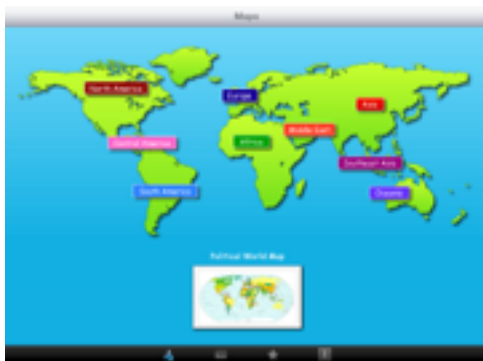 Maps
North America
Europe
Asia
Central America
Africa
Middle East
Southeast Asia
South America
Oceania
Political World Map